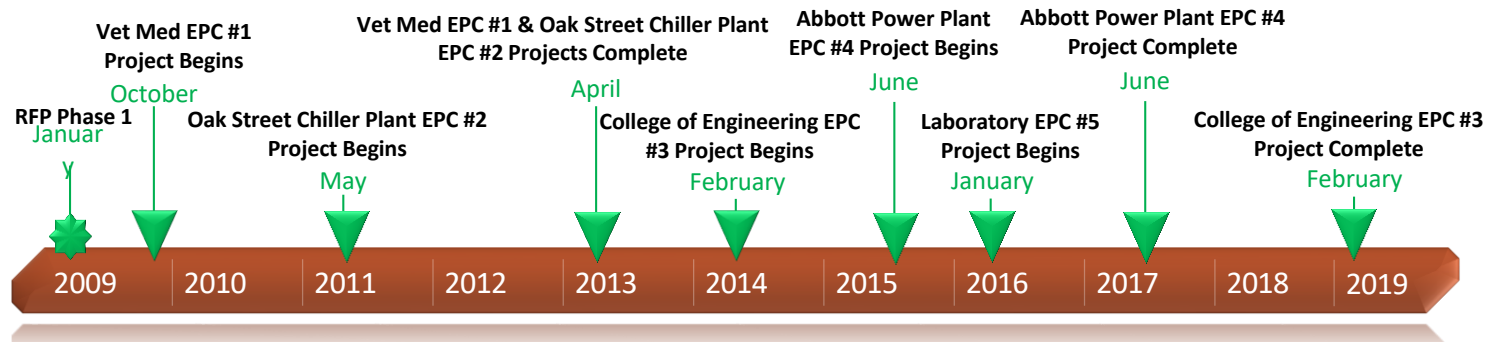 RFP Phase 1
Januar
y
Vet Med EPC #1
Project Begins
October
Oak Street Chiller Plant EPC #2
Project Begins
May
Vet Med EPC #1 & Oak Street Chiller Plant
EPC #2 Projects Complete
April
College of Engineering EPC
#3 Project Begins
February
Abbott Power Plant
EPC #4 Project Begins
June
Laboratory EPC #5
Project Begins
January
Abbott Power Plant EPC #4
Project Complete
June
College of Engineering EPC #3
Project Complete
February
2009 2010 2011 2012 2013 2014 2015 2016 2017 2018 2019